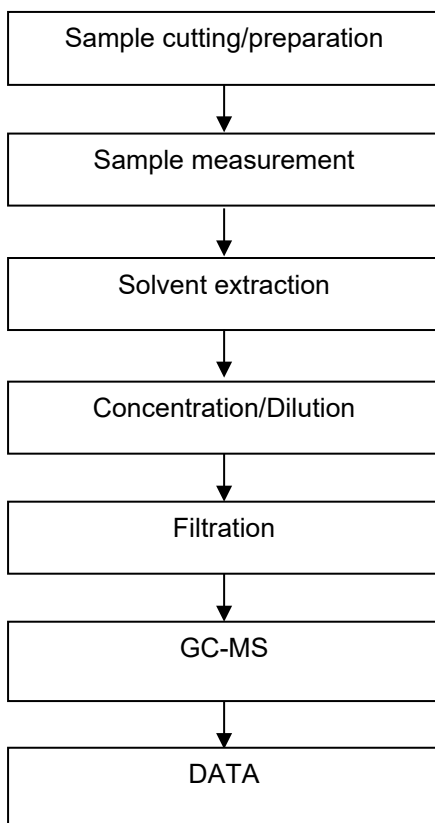 Sample cutting/preparation
Sample measurement
Solvent extraction
Concentration/Dilution
Filtration
GC-MS
DATA